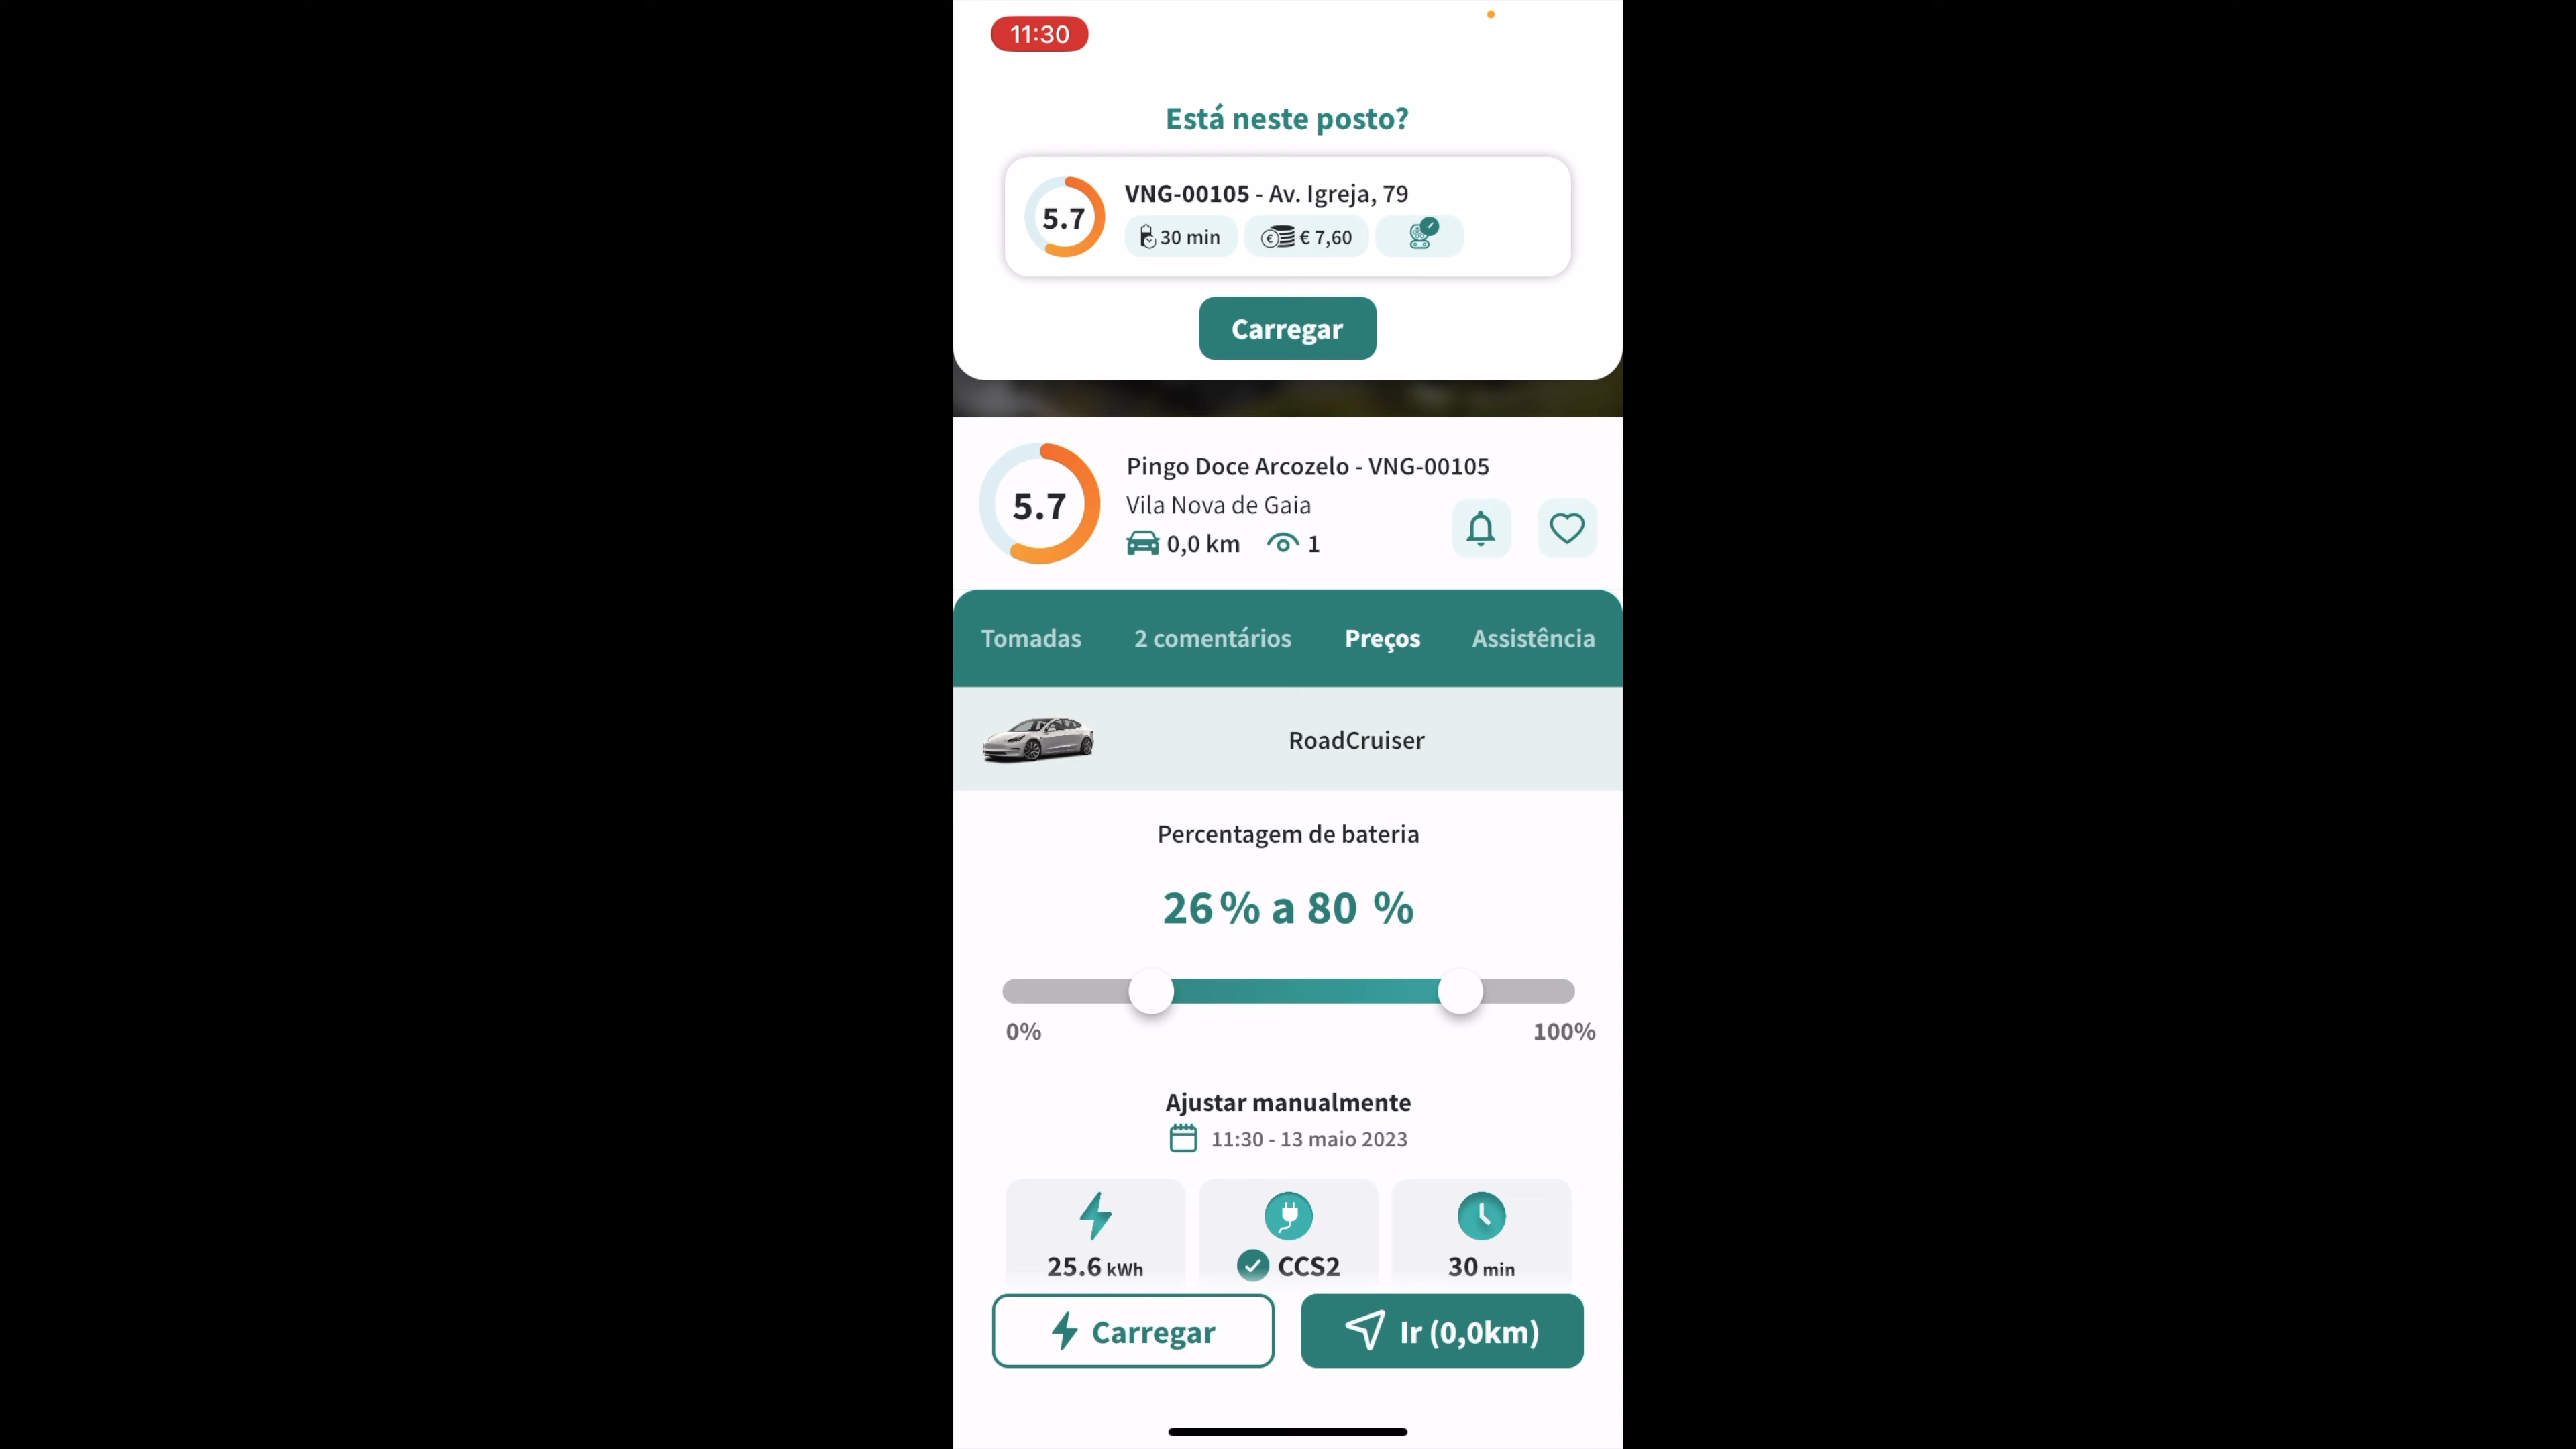 11:30
Está neste posto?
5.7
VNG-00105 - Av. Igreja, 79
30 min
€ 7,60
Carregar
5.7
Pingo Doce Arcozelo - VNG-00105
Vila Nova de Gaia
0,0 km
1
Tomadas
2 comentários
Preços
Assistência
RoadCruiser
Percentagem de bateria
26% a 80 %
0%
100%
Ajustar manualmente
11:30 - 13 maio 2023
25.6 kWh
CCS2
30 min
Carregar
Ir (0,0km)